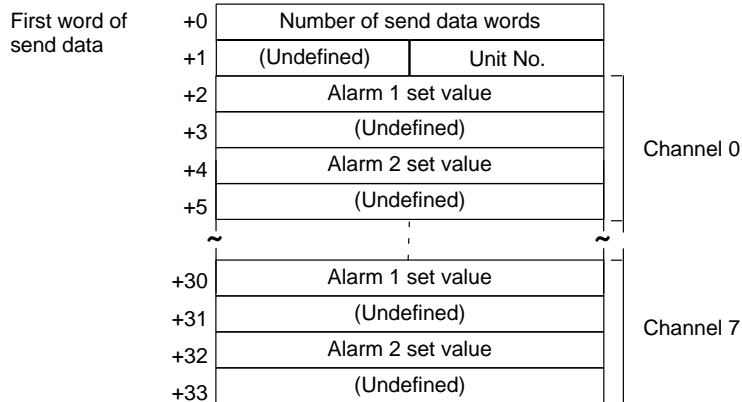 First word of
send data
+0 Number of send data words
+1 (Undefined) Unit No.
+2 Alarm 1 set value
+3 (Undefined)
Channel 0
+4 Alarm 2 set value
+5 (Undefined)
~ ~
+30 Alarm 1 set value
+31 (Undefined)
Channel 7
+32 Alarm 2 set value
+33 (Undefined)